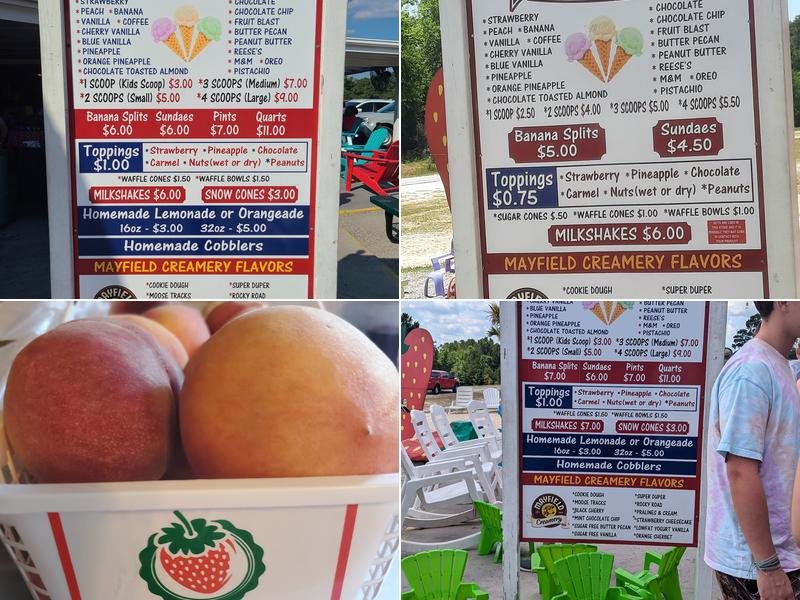 *STRAWBERRY
*PEACH *BANANA
*VANILLA *COFFEE
*CHERRY VANILLA
*BLUE VANILLA
*PINEAPPLE
*ORANGE PINEAPPLE
*CHOCOLATE TOASTED ALMOND
CHOCOLATE
*CHOCOLATE CHIP
FRUIT BLAST
*BUTTER PECAN
*PEANUT BUTTER
*REESE'S
*M&M *OREO
*PISTACHIO
*1 SCOOP (Kids Scoop) $3.00 *3 SCOOPS (Medium) $7.00
*2 SCOOPS (Small) $5.00 *4 SCOOPS (Large) $9.00
Banana Splits Sundaes Pints Quarts
$6.00 $6.00 $7.00 $11.00
Toppings
$1.00
*Strawberry *Pineapple *Chocolate
*Carmel *Nuts(wet or dry) *Peanuts
*WAFFLE CONES $1.50 *WAFFLE BOWLS $1.50
MILKSHAKES $6.00 SNOW CONES $3.00
Homemade Lemonade or Orangeade
16oz - $3.00 32oz - $5.00
Homemade Cobblers
MAYFIELD CREAMERY FLAVORS
MAYFIELD
*COOKIE DOUGH
*MOOSE TRACKS
*SUPER DUPER
*ROCKY ROAD
*STRAWBERRY
*PEACH *BANANA
*VANILLA *COFFEE
*CHERRY VANILLA
*BLUE VANILLA
*PINEAPPLE
*ORANGE PINEAPPLE
*CHOCOLATE TOASTED ALMOND
*CHOCOLATE
*CHOCOLATE CHIP
*FRUIT BLAST
*BUTTER PECAN
*PEANUT BUTTER
*REESE'S
*M&M *OREO
*PISTACHIO
*1 SCOOP $2.50 *2 SCOOPS $4.00 *3 SCOOPS $5.00 *4 SCOOPS $5.50
Banana Splits
$5.00
Sundaes
$4.50
Toppings
$0.75
*Strawberry *Pineapple *Chocolate
*Carmel *Nuts(wet or dry) *Peanuts
*SUGAR CONES $.50 *WAFFLE CONES $1.00 *WAFFLE BOWLS $1.00
MILKSHAKES $6.00
MAYFIELD CREAMERY FLAVORS
*COOKIE DOUGH
*SUPER DUPER
*CHERRY VANILLA
*BLUE VANILLA
*PINEAPPLE
*ORANGE PINEAPPLE
*CHOCOLATE TOASTED ALMOND
*BUTTER PECAN
*PEANUT BUTTER
*REESE'S
*M&M *OREO
*PISTACHIO
*1 SCOOP (Kids Scoop) $3.00 *3 SCOOPS (Medium) $7.00
*2 SCOOPS (Small) $5.00 *4 SCOOPS (Large) $9.00
Banana Splits Sundaes Pints Quarts
$7.00 $6.00 $7.00 $11.00
Toppings
$1.00
*Strawberry *Pineapple *Chocolate
*Carmel *Nuts(wet or dry) *Peanuts
*WAFFLE CONES $1.50 *WAFFLE BOWLS $1.50
MILKSHAKES $7.00 SNOW CONES $3.00
Homemade Lemonade or Orangeade
16oz - $3.00 32oz - $5.00
Homemade Cobblers
MAYFIELD CREAMERY FLAVORS
MAYFIELD
Creamery
*COOKIE DOUGH
*MOOSE TRACKS
*BLACK CHERRY
*MINT CHOCOLATE CHIP
*SUGAR FREE BUTTER PECAN
*SUGAR FREE VANILLA
*SUPER DUPER
*ROCKY ROAD
*PRALINES & CREAM
*STRAWBERRY CHEESECAKE
*LOWFAT YOGURT VANILLA
*ORANGE SHERBET